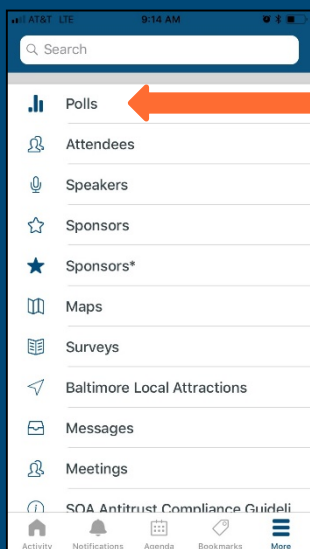 AT&T LTE 9:14 AM
Search
Polls
Attendees
Speakers
Sponsors
Sponsors*
Maps
Surveys
Baltimore Local Attractions
Messages
Meetings
SOA Antitrust Compliance Guideli
Activity Notifications Agenda Bookmarks More